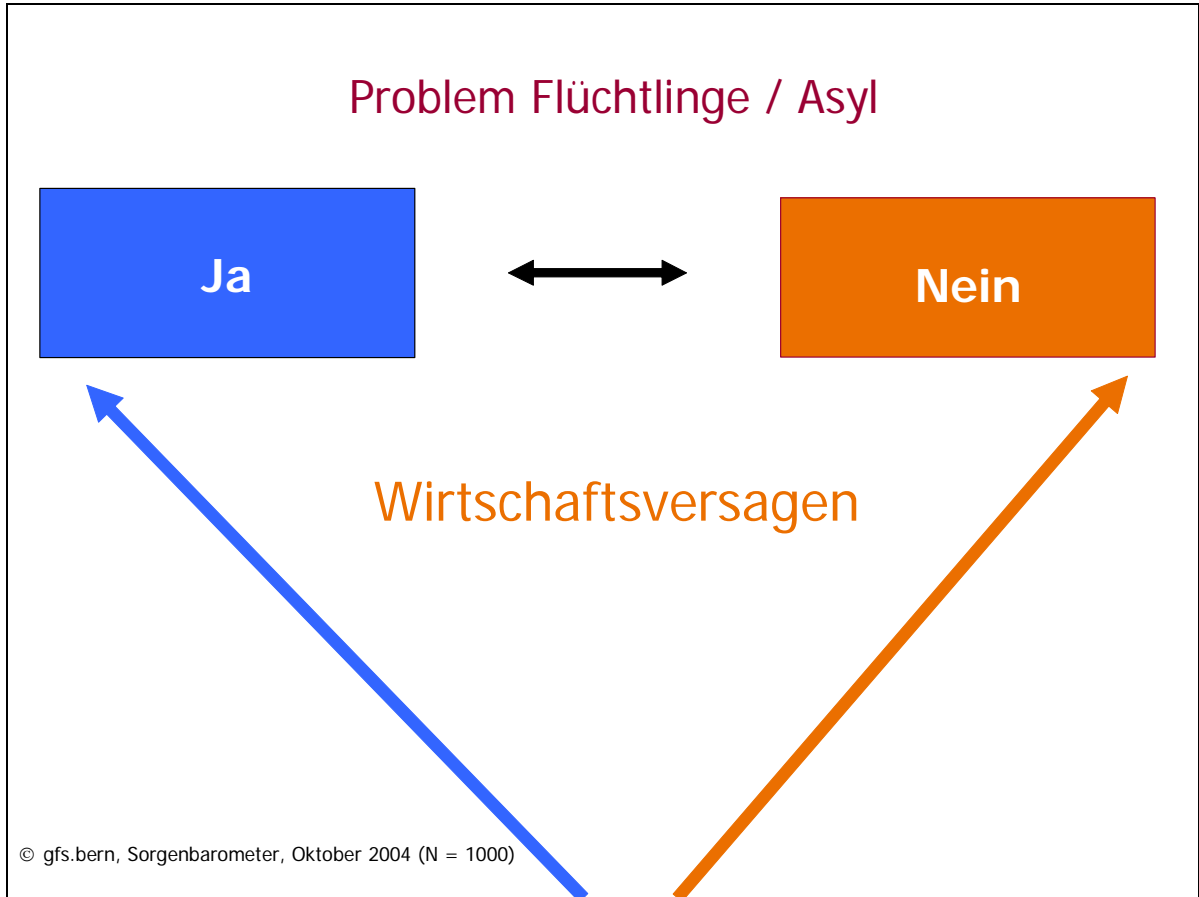 Problem Flüchtlinge / Asyl
Ja
Nein
Wirtschaftsversagen
© gfs.bern, Sorgenbarometer, Oktober 2004 (N = 1000)